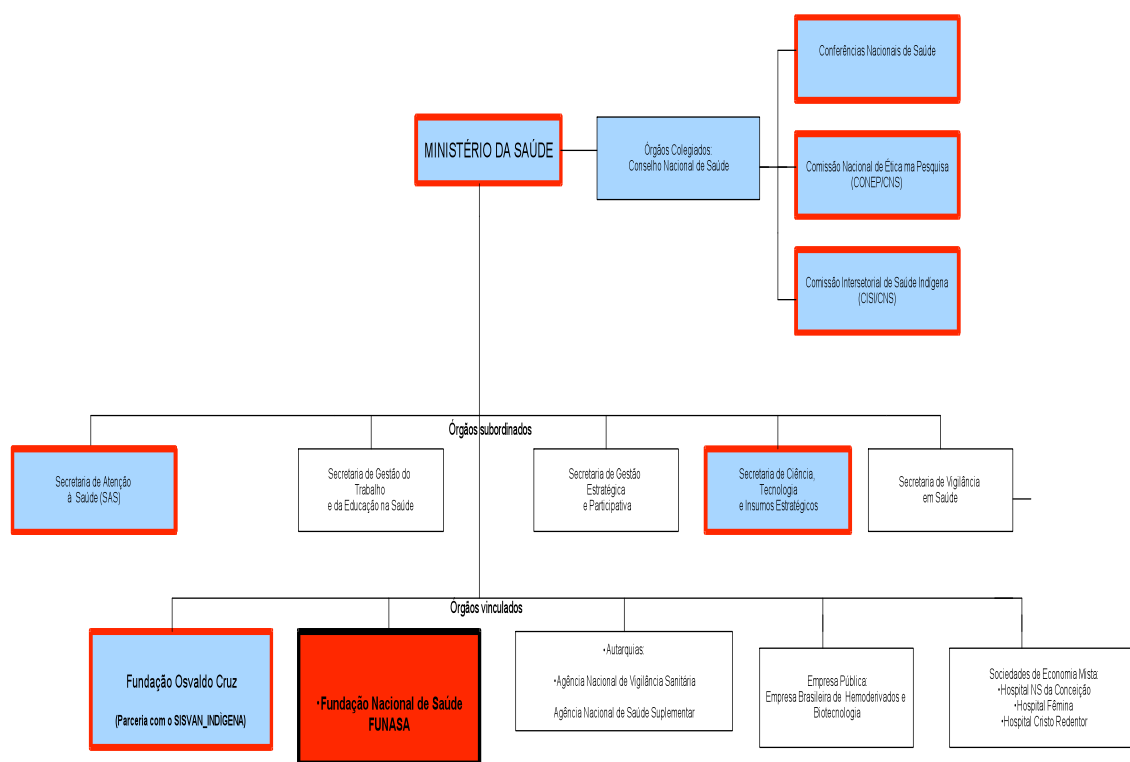 Conferências Nacionais de Saúde
MINISTÉRIO DA SAÚDE
Órgãos Colegiados:
Conselho Nacional de Saúde
Comissão Nacional de Ética ma Pesquisa
(CONEP/CNS)
Comissão Intersetorial de Saúde Indígena
(CISI/CNS)
Órgãos subordinados
Secretaria de Atenção
à Saúde (SAS)
Secretaria de Gestão do
Trabalho
e da Educação na Saúde
Secretaria de Gestão
Estratégica
e Participativa
Secretaria de Ciência,
Tecnologia
e Insumos Estratégicos
Secretaria de Vigilância
em Saúde
Órgãos vinculados
Fundação Osvaldo Cruz
(Parceria com o SISVAN_INDÌGENA)
•Fundação Nacional de Saúde
FUNASA
•Autarquias:
•Agência Nacional de Vigilância Sanitária
Agência Nacional de Saúde Suplementar
Empresa Pública:
Empresa Brasileira de Hemoderivados e
Biotecnologia
Sociedades de Economia Mista:
•Hospital NS da Conceição
•Hospital Fêmina
•Hospital Cristo Redentor